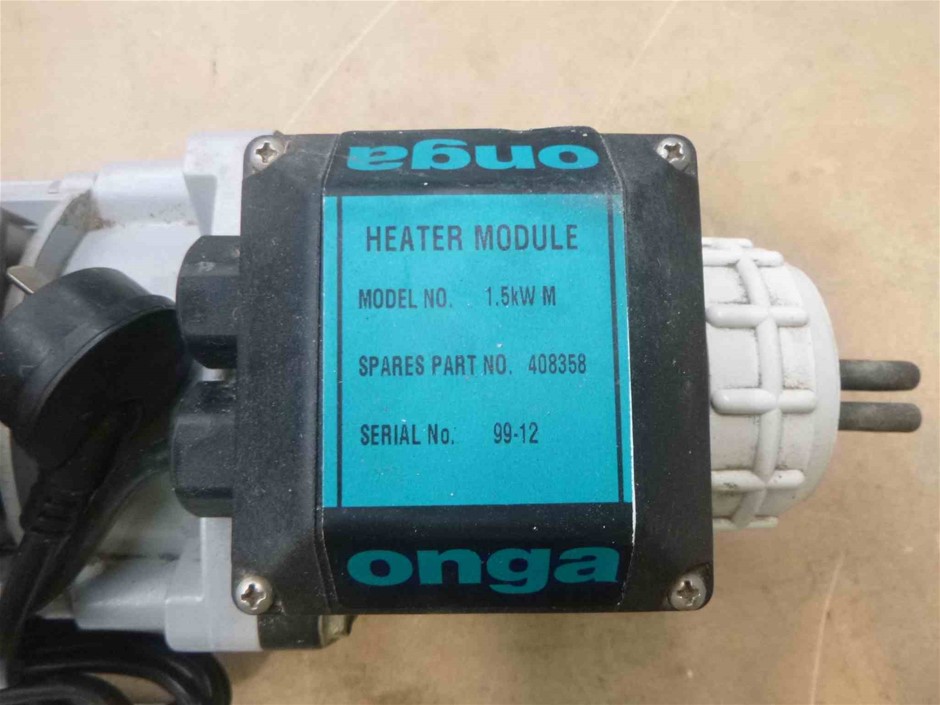 onga
HEATER MODULE
MODEL NO. 1.5kW M
SPARES PART NO. 408358
SERIAL No. 99-12
onga